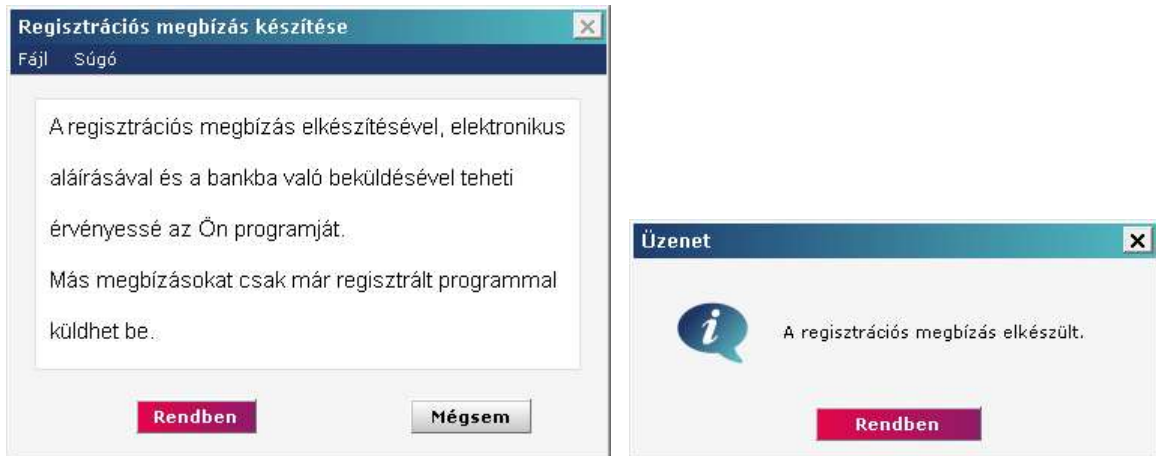 Regisztrációs megbízás készítése
Fájl Súgó
A regisztrációs megbízás elkészítésével, elektronikus
aláírásával és a bankba való beküldésével teheti
érvényessé az Ön programját.
Más megbízásokat csak már regisztrált programmal
küldhet be.
Rendben Mégsem
Üzenet
A regisztrációs megbízás elkészült.
Rendben